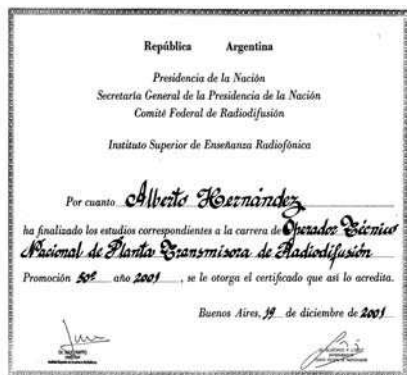 República Argentina
Presidencia de la Nación
Secretaría General de la Presidencia de la Nación
Comité Federal de Radiodifusión
Instituto Superior de Enseñanza Radiofónica
Por cuanto Alberto Hernández
ha finalizado los estudios correspondientes a la carrera de Operador Técnico
Nacional de Planta Transmisora de Radiodifusión
Promoción 50º año 2001, se le otorga el certificado que así lo acredita.
Buenos Aires, 19 de diciembre de 2001